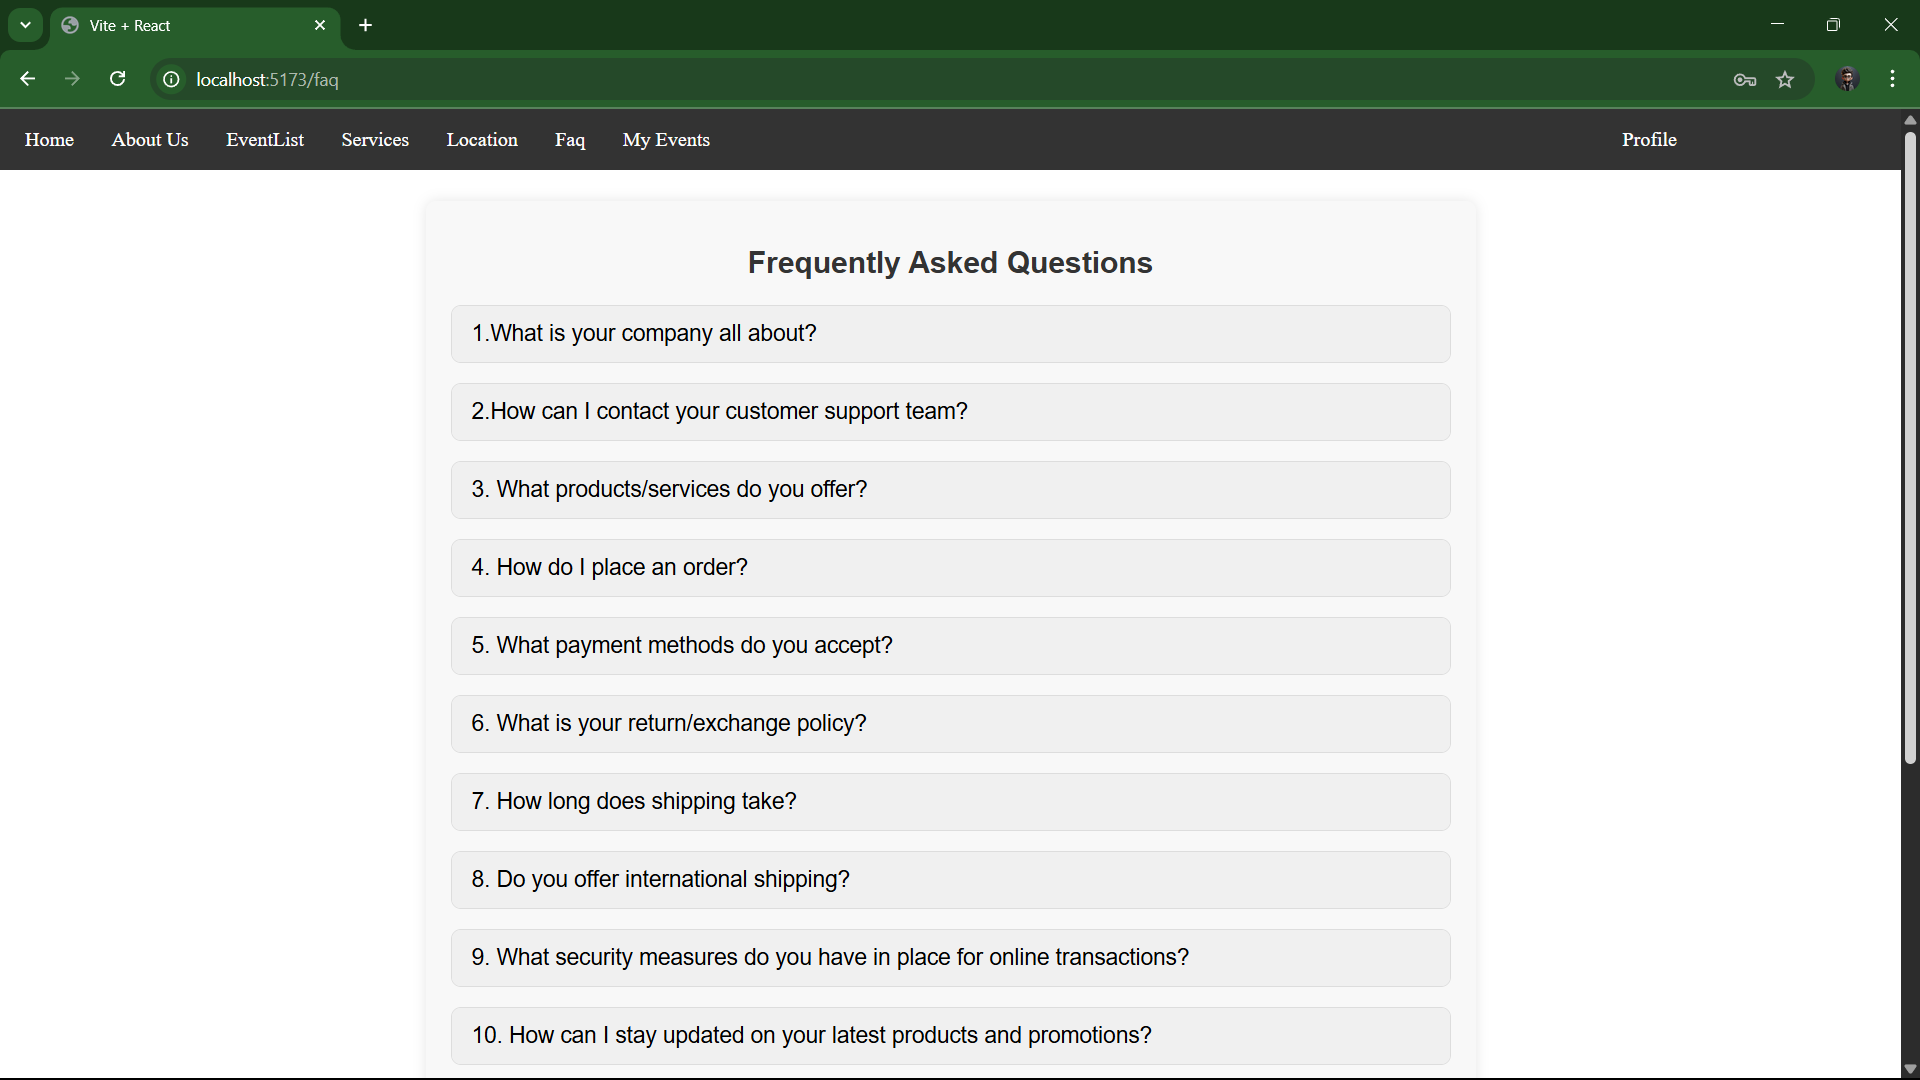 Vite + React
localhost:5173/faq
Home About Us EventList Services Location Faq My Events Profile
Frequently Asked Questions
1.What is your company all about?
2.How can I contact your customer support team?
3. What products/services do you offer?
4. How do I place an order?
5. What payment methods do you accept?
6. What is your return/exchange policy?
7. How long does shipping take?
8. Do you offer international shipping?
9. What security measures do you have in place for online transactions?
10. How can I stay updated on your latest products and promotions?